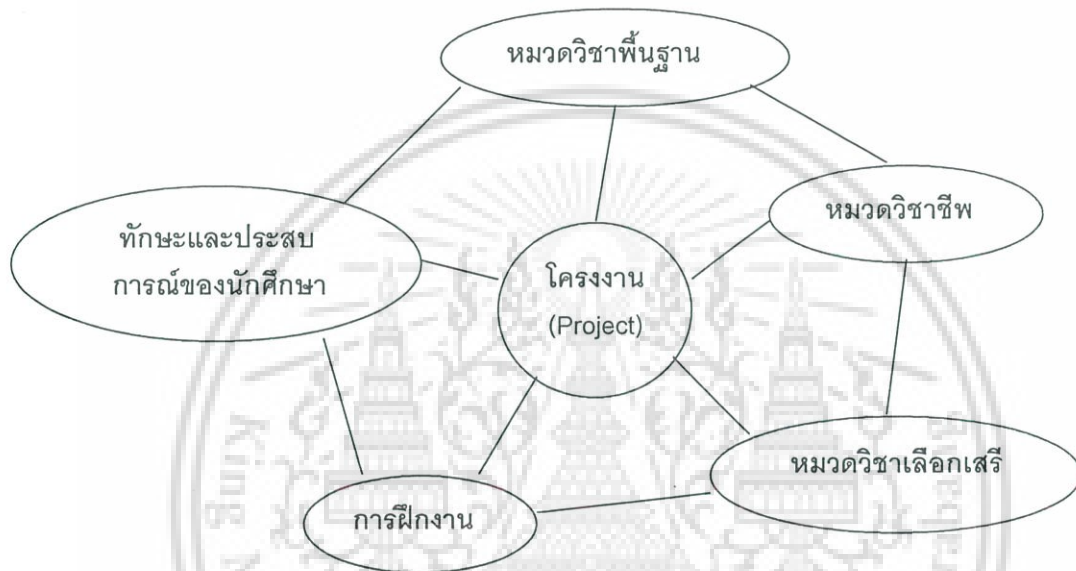 หมวดวิชาพื้นฐาน
หมวดวิชาชีพ
ทักษะและประสบ
การณ์ของนักศึกษา
โครงงาน
(Project)
หมวดวิชาเลือกเสรี
การฝึกงาน